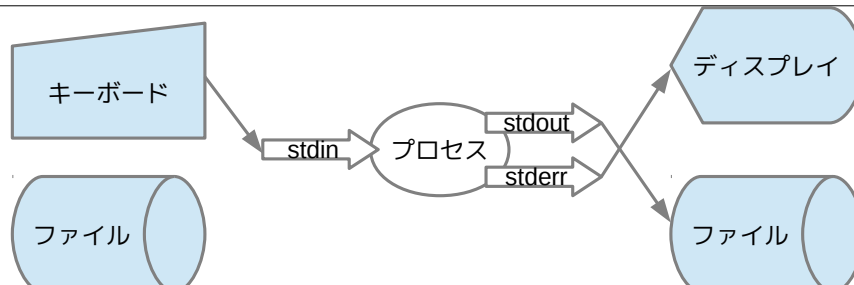 キーボード
ディスプレイ
stdin
プロセス
stdout
stderr
ファイル
ファイル